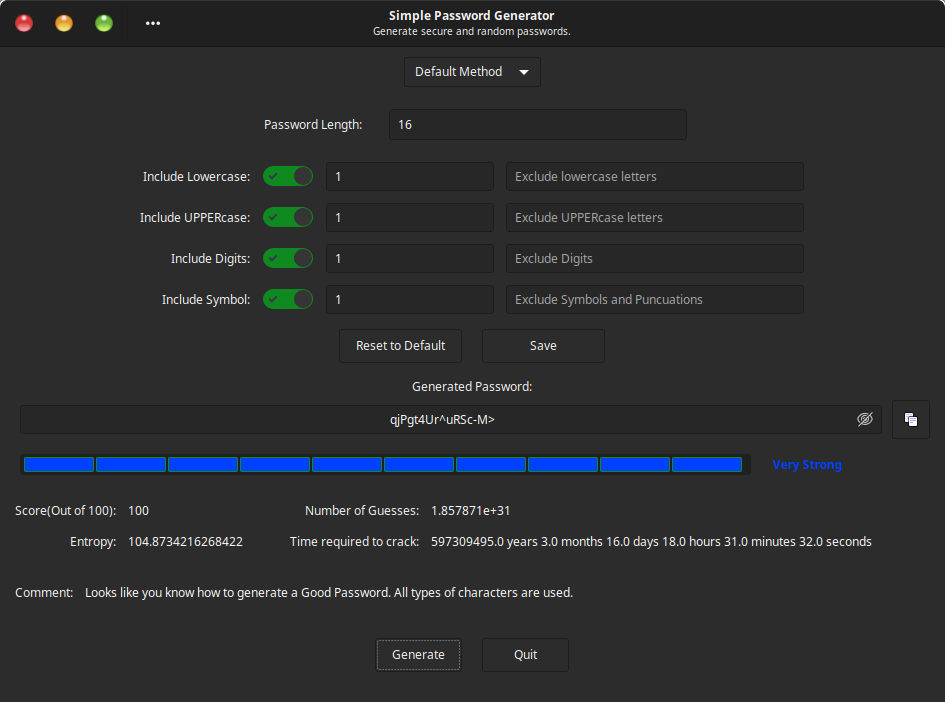 Simple Password Generator
Generate secure and random passwords.
Default Method
Password Length: 16
Include Lowercase: 1 Exclude lowercase letters
Include UPPERcase: 1 Exclude UPPERcase letters
Include Digits: 1 Exclude Digits
Include Symbol: 1 Exclude Symbols and Puncuations
Reset to Default Save
Generated Password:
qjPgt4Ur^uRSc-M>
Very Strong
Score(Out of 100): 100 Number of Guesses: 1.857871e+31
Entropy: 104.8734216268422 Time required to crack: 597309495.0 years 3.0 months 16.0 days 18.0 hours 31.0 minutes 32.0 seconds
Comment: Looks like you know how to generate a Good Password. All types of characters are used.
Generate Quit